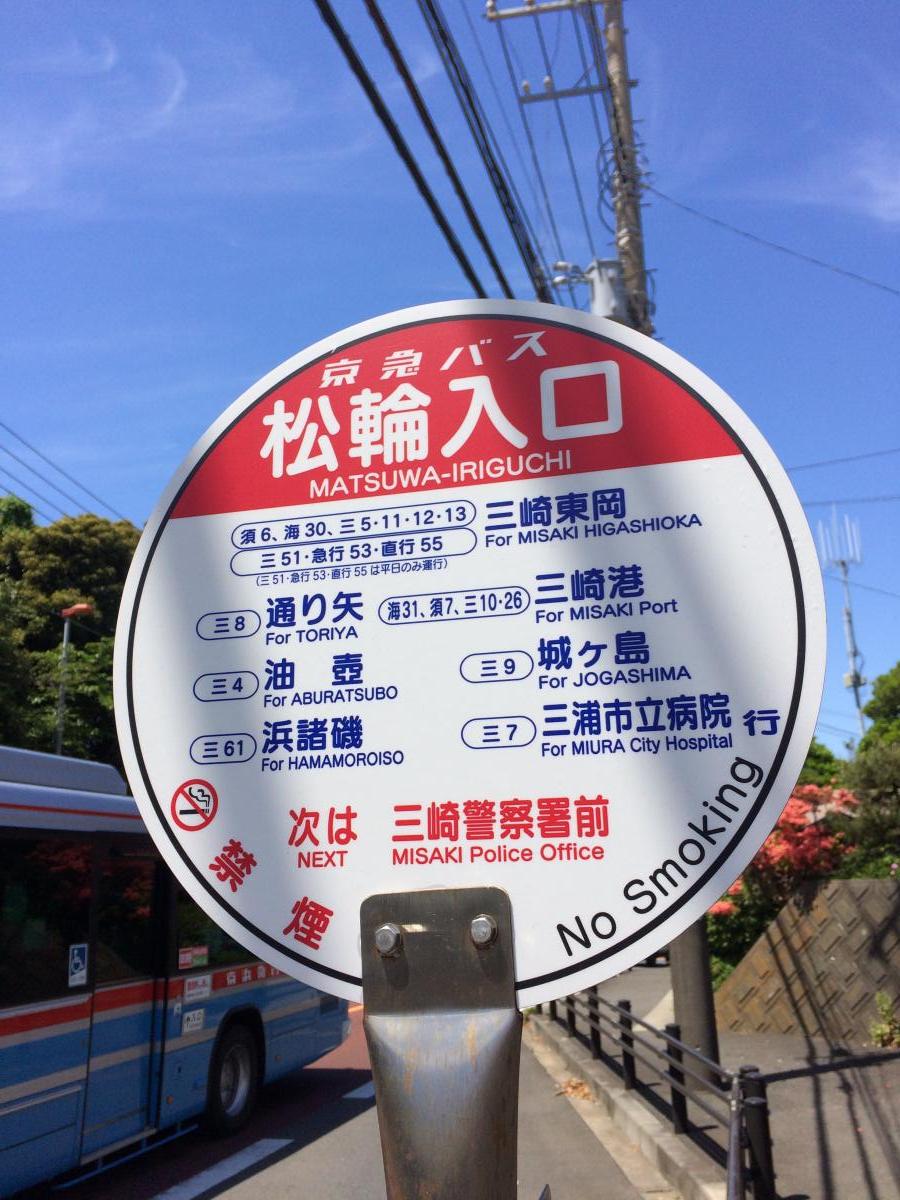 京急バス
松輪入口
MATSUWA-IRIGUCHI
須6、海30、三5・11・12・13
三51・急行53・直行55
(三51・急行53・直行55は平日のみ運行)
三崎東岡
For MISAKI HIGASHIOKA
三8 通り矢
For TORIYA
海31、須7、三10・26 三崎港
For MISAKI Port
三4 油壺
For ABURATSUBO
三9 城ヶ島
For JOGASHIMA
三61 浜諸磯
For HAMAMOROISO
三7 三浦市立病院 行
For MIURA City Hospital
次は 三崎警察署前
NEXT MISAKI Police Office
禁煙
No Smoking